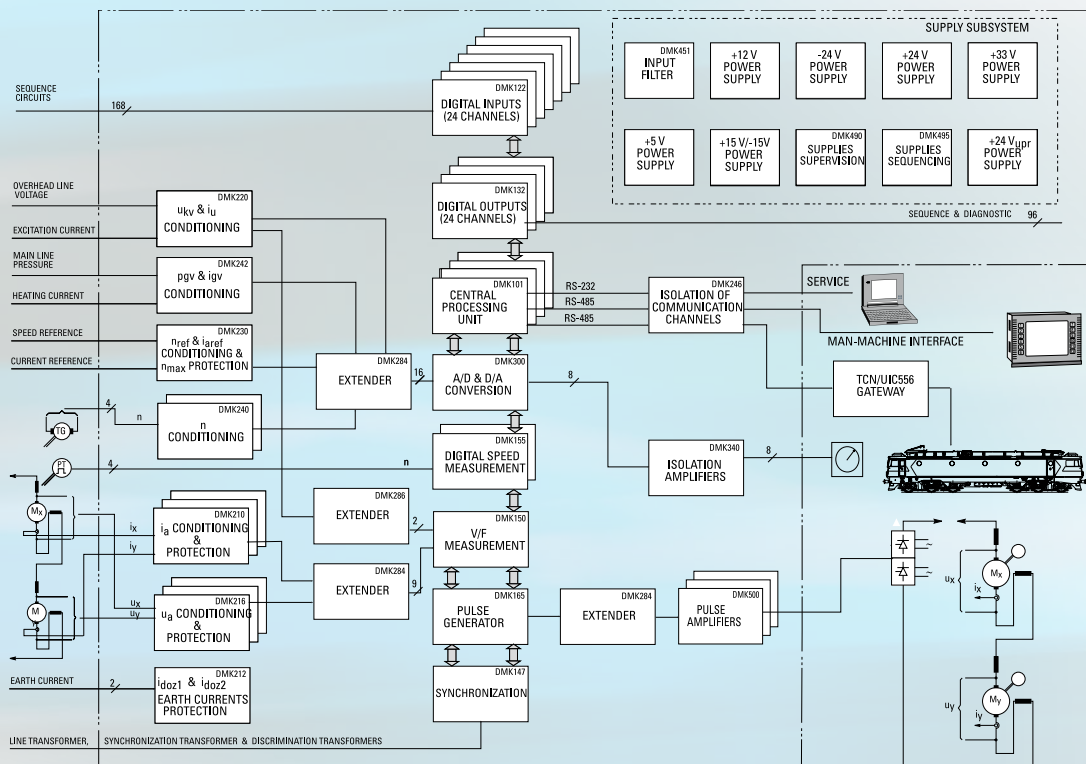 SUPPLY SUBSYSTEM
DMK451
INPUT
FILTER
+12 V
POWER
SUPPLY
-24 V
POWER
SUPPLY
+24 V
POWER
SUPPLY
+33 V
POWER
SUPPLY
+5 V
POWER
SUPPLY
+15 V/-15V
POWER
SUPPLY
DMK490
SUPPLIES
SUPERVISION
DMK495
SUPPLIES
SEQUENCING
+24 Vupr
POWER
SUPPLY
SEQUENCE
CIRCUITS
168
DMK122
DIGITAL INPUTS
(24 CHANNELS)
DMK132
DIGITAL OUTPUTS
(24 CHANNELS)
SEQUENCE & DIAGNOSTIC
96
OVERHEAD LINE
VOLTAGE
EXCITATION CURRENT
DMK220
ukv & iu
CONDITIONING
MAIN LINE
PRESSURE
HEATING CURRENT
DMK242
pgv & igv
CONDITIONING
SPEED REFERENCE
CURRENT REFERENCE
DMK230
nref & iaref
CONDITIONING &
nmax PROTECTION
DMK101
CENTRAL
PROCESSING
UNIT
RS-232
RS-485
RS-485
DMK246
ISOLATION OF
COMMUNICATION
CHANNELS
SERVICE
MAN-MACHINE INTERFACE
DMK284
EXTENDER
16
DMK300
A/D & D/A
CONVERSION
8
TCN/UIC556
GATEWAY
TG
4
n
DMK240
n
CONDITIONING
PT
4
n
DMK155
DIGITAL SPEED
MEASUREMENT
DMK340
ISOLATION
AMPLIFIERS
8
Mx
ix
iy
DMK210
ia CONDITIONING
&
PROTECTION
DMK286
EXTENDER
2
DMK150
V/F
MEASUREMENT
M
ux
uy
DMK216
ua CONDITIONING
&
PROTECTION
DMK284
EXTENDER
9
DMK165
PULSE
GENERATOR
DMK284
EXTENDER
DMK500
PULSE
AMPLIFIERS
4
~
~
ux
Mx
ix
EARTH CURRENT
2
DMK212
idoz1 & idoz2
EARTH CURRENTS
PROTECTION
DMK147
SYNCHRONIZATION
uy
My
iy
LINE TRANSFORMER, SYNCHRONIZATION TRANSFORMER & DISCRIMINATION TRANSFORMERS